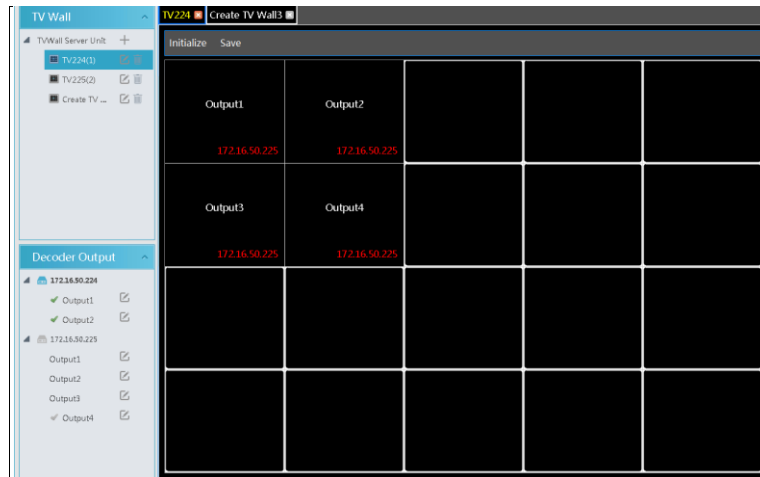 TV Wall
TVWall Server Unit
TV224(1)
TV225(2)
Create TV ...
Decoder Output
172.16.50.224
Output1
Output2
172.16.50.225
Output1
Output2
Output3
Output4
TV224 Create TV Wall3
Initialize Save
Output1 Output2
172.16.50.225 172.16.50.225
Output3 Output4
172.16.50.225 172.16.50.225